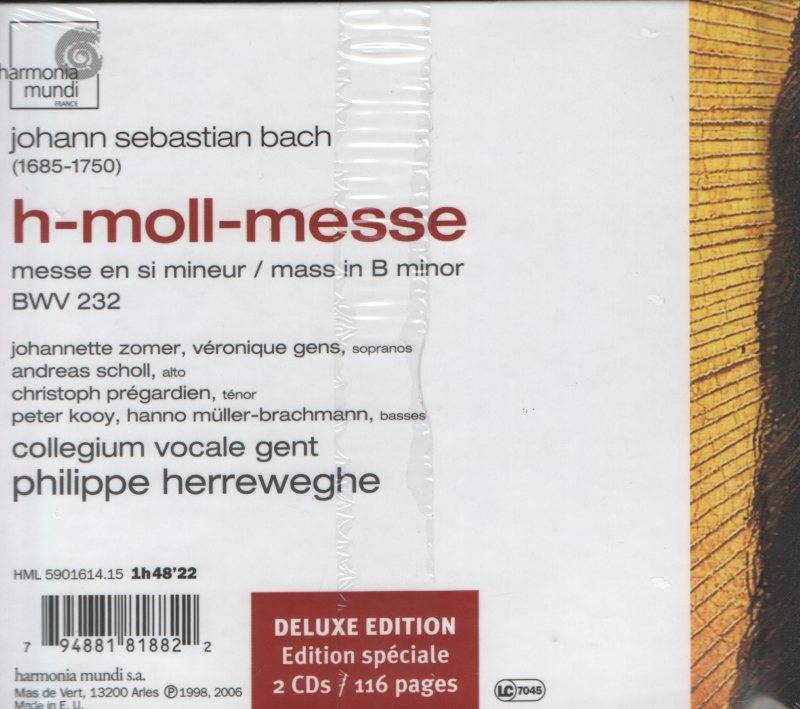 harmonia
mundi
FRANCE
johann sebastian bach
(1685-1750)
h-moll-messe
messe en si mineur / mass in B minor
BWV 232
johannette zomer, véronique gens, sopranos
andreas scholl, alto
christoph prégardien, ténor
peter kooy, hanno müller-brachmann, basses
collegium vocale gent
philippe herreweghe
HML 5901614.15 1h48'22
7 94881 81882 2
harmonia mundi s.a.
Mas de Vert, 13200 Arles ℗1998, 2006
Made in E. U.
DELUXE EDITION
Edition spéciale
2 CDs / 116 pages
LC 7045